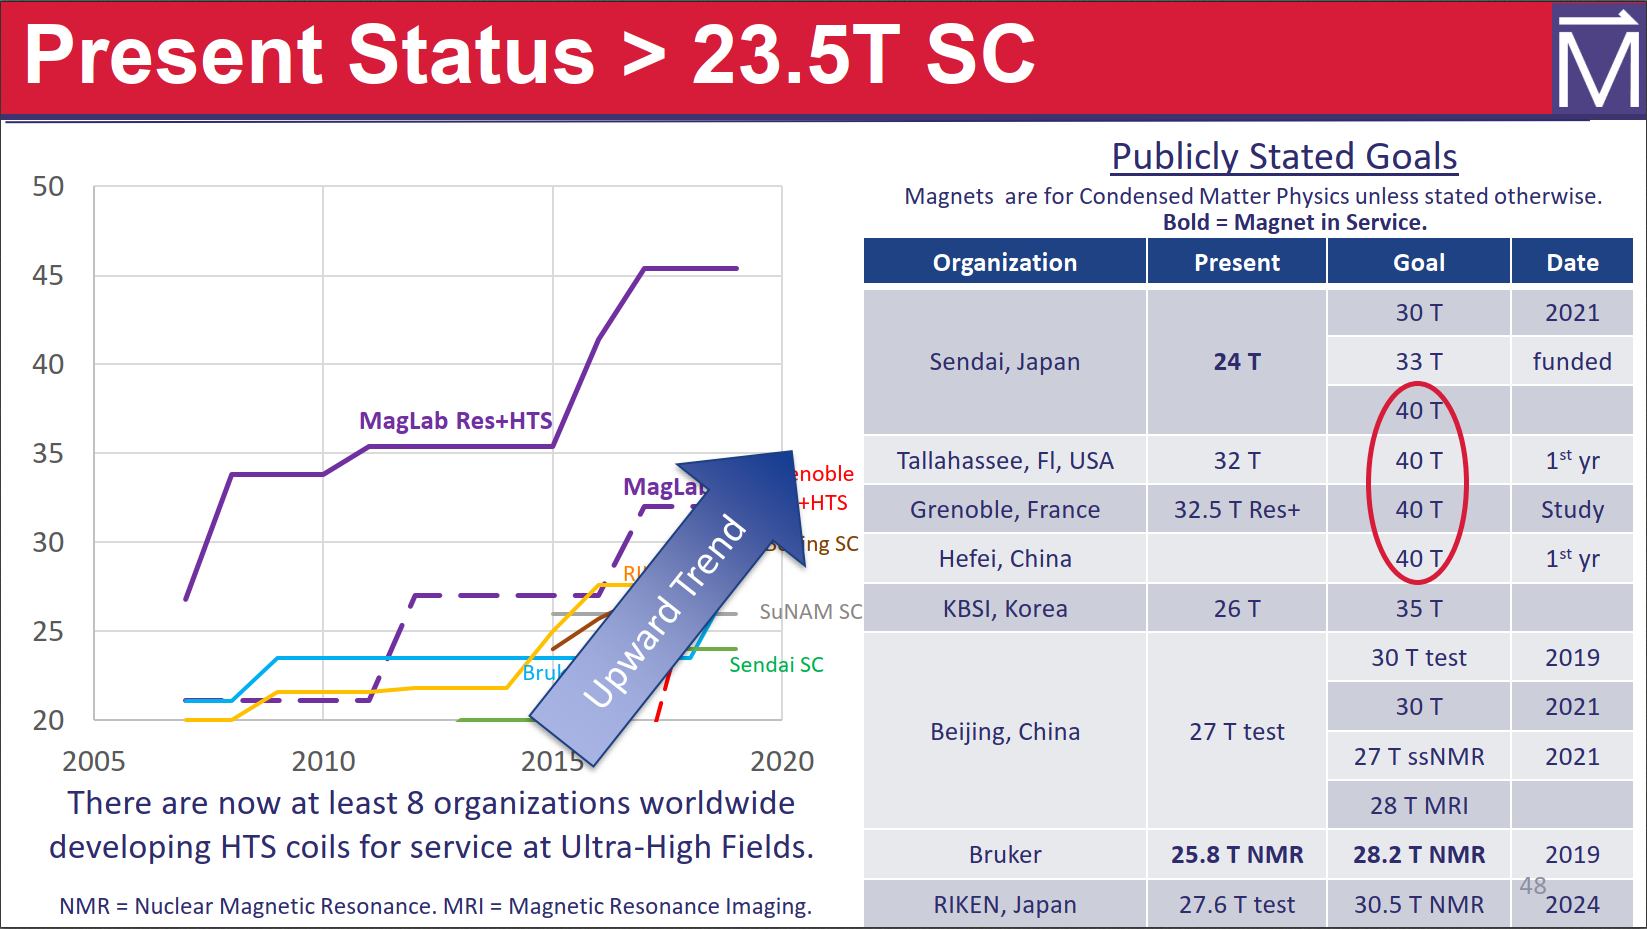 Present Status > 23.5T SC
M
Publicly Stated Goals
Magnets are for Condensed Matter Physics unless stated otherwise.
Bold = Magnet in Service.
50
45
40
35
30
25
20
2005
2010
2015
2020
MagLab Res+HTS
MagLab
enoble
+HTS
ing SC
SuNAM SC
Sendai SC
Bruk
Upward Trend
Organization Present Goal Date
Sendai, Japan 24 T 30 T 2021
33 T funded
40 T
Tallahassee, Fl, USA 32 T 40 T 1st yr
Grenoble, France 32.5 T Res+ 40 T Study
Hefei, China 40 T 1st yr
KBSI, Korea 26 T 35 T
Beijing, China 27 T test 30 T test 2019
30 T 2021
27 T ssNMR 2021
28 T MRI
Bruker 25.8 T NMR 28.2 T NMR 2019
RIKEN, Japan 27.6 T test 30.5 T NMR 2024
There are now at least 8 organizations worldwide
developing HTS coils for service at Ultra-High Fields.
NMR = Nuclear Magnetic Resonance. MRI = Magnetic Resonance Imaging.
48